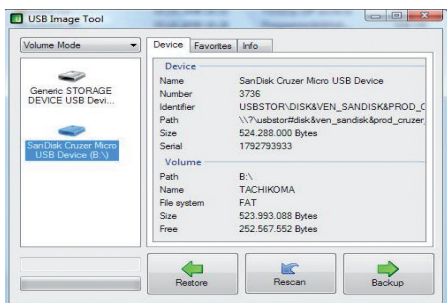 USB Image Tool
Volume Mode
Generic STORAGE
DEVICE USB Devi...
SanDisk Cruzer Micro
USB Device (B:\)
Device Favorites Info
Device
Name SanDisk Cruzer Micro USB Device
Number 3736
Identifier USBSTOR\DISK&VEN_SANDISK&PROD_C
Path \\?\usbstor#disk&ven_sandisk&prod_cruzer_
Size 524.288.000 Bytes
Serial 1792793933
Volume
Path B:\
Name TACHIKOMA
File system FAT
Size 523.993.088 Bytes
Free 252.567.552 Bytes
Restore
Rescan
Backup